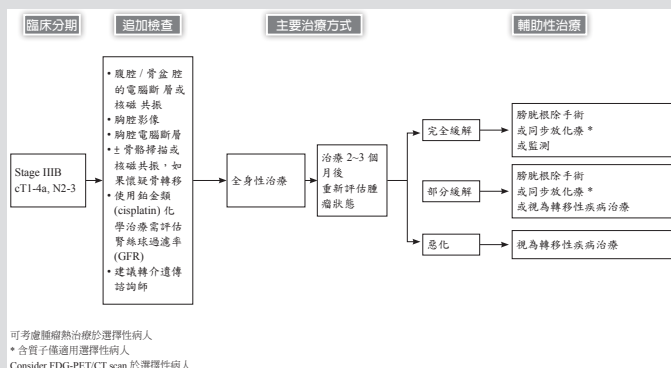 臨床分期
追加檢查
主要治療方式
輔助性治療
Stage IIIB
cT1-4a, N2-3
• 腹腔 / 骨盆 腔
的電腦斷 層或
核磁 共振
• 胸腔影像
• 胸腔電腦斷層
• ± 骨骼掃描或
核磁共振，如
果懷疑骨轉移
• 使用鉑金類
(cisplatin) 化
學治療需評估
腎絲球過濾率
(GFR)
• 建議轉介遺傳
諮詢師
全身性治療
治療 2~3 個
月後
重新評估腫
瘤狀態
完全緩解
膀胱根除手術
或同步放化療 *
或監測
部分緩解
膀胱根除手術
或同步放化療 *
或視為轉移性疾病治療
惡化
視為轉移性疾病治療
可考慮腫瘤熱治療於選擇性病人
* 含質子僅適用選擇性病人
Consider FDG-PET/CT scan 於選擇性病人